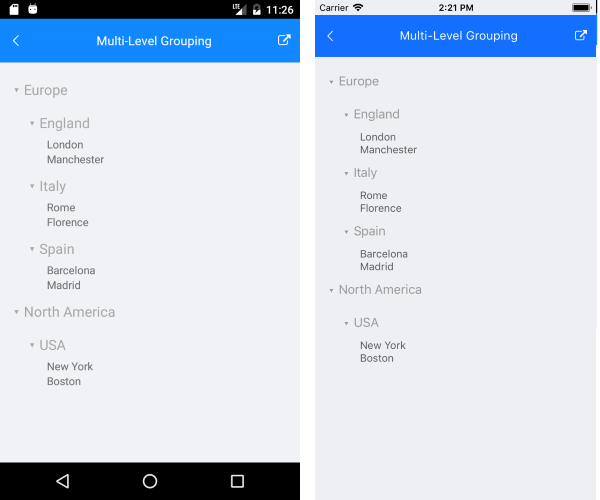 LTE 11:26
Multi-Level Grouping
Europe
England
London
Manchester
Italy
Rome
Florence
Spain
Barcelona
Madrid
North America
USA
New York
Boston
Carrier 2:21 PM
Multi-Level Grouping
Europe
England
London
Manchester
Italy
Rome
Florence
Spain
Barcelona
Madrid
North America
USA
New York
Boston